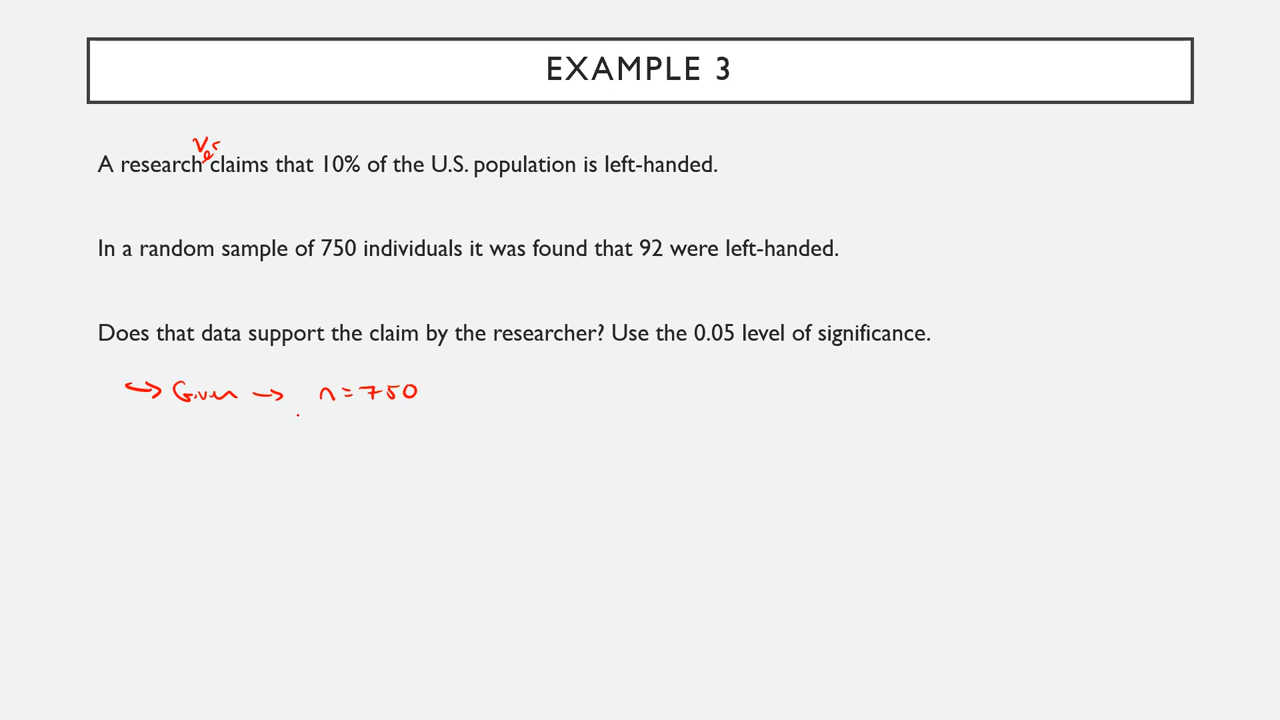 EXAMPLE 3
er
A research claims that 10% of the U.S. population is left-handed.
In a random sample of 750 individuals it was found that 92 were left-handed.
Does that data support the claim by the researcher? Use the 0.05 level of significance.
↪ Given → n = 750